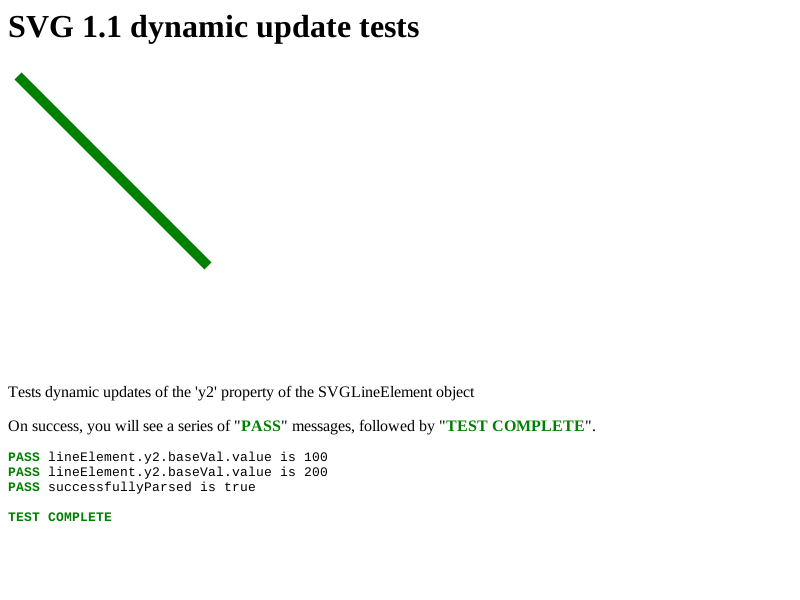 SVG 1.1 dynamic update tests
Tests dynamic updates of the 'y2' property of the SVGLineElement object
On success, you will see a series of "PASS" messages, followed by "TEST COMPLETE".
PASS lineElement.y2.baseVal.value is 100
PASS lineElement.y2.baseVal.value is 200
PASS successfullyParsed is true
TEST COMPLETE